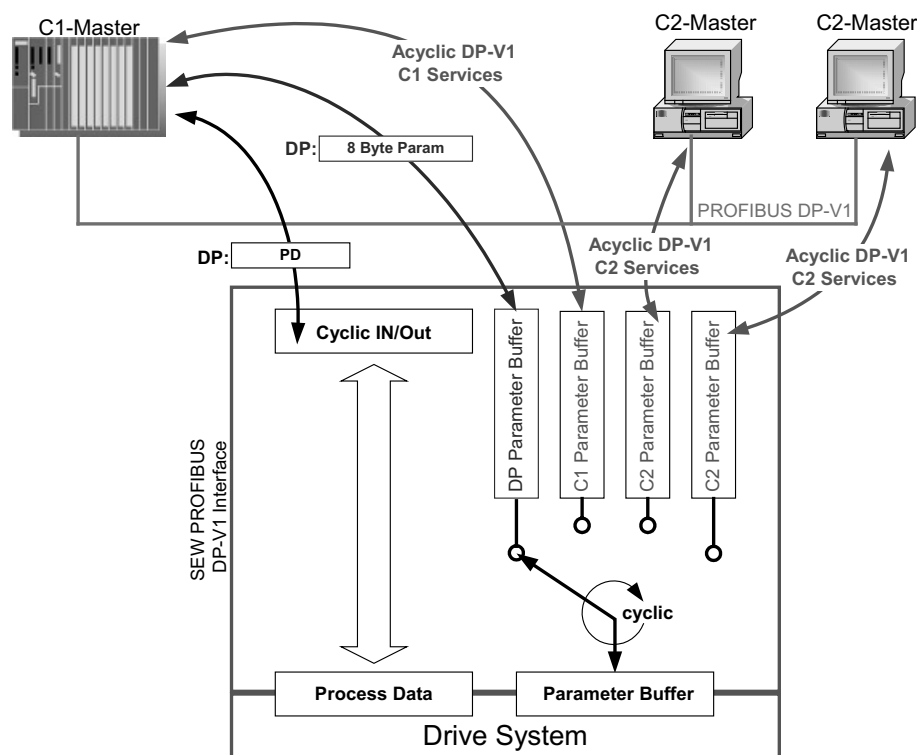 C1-Master
C2-Master
C2-Master
Acyclic DP-V1
C1 Services
DP:
8 Byte Param
PROFIBUS DP-V1
Acyclic DP-V1
C2 Services
Acyclic DP-V1
C2 Services
DP:
PD
Cyclic IN/Out
DP Parameter Buffer
C1 Parameter Buffer
C2 Parameter Buffer
C2 Parameter Buffer
SEW PROFIBUS
DP-V1 Interface
cyclic
Process Data
Parameter Buffer
Drive System